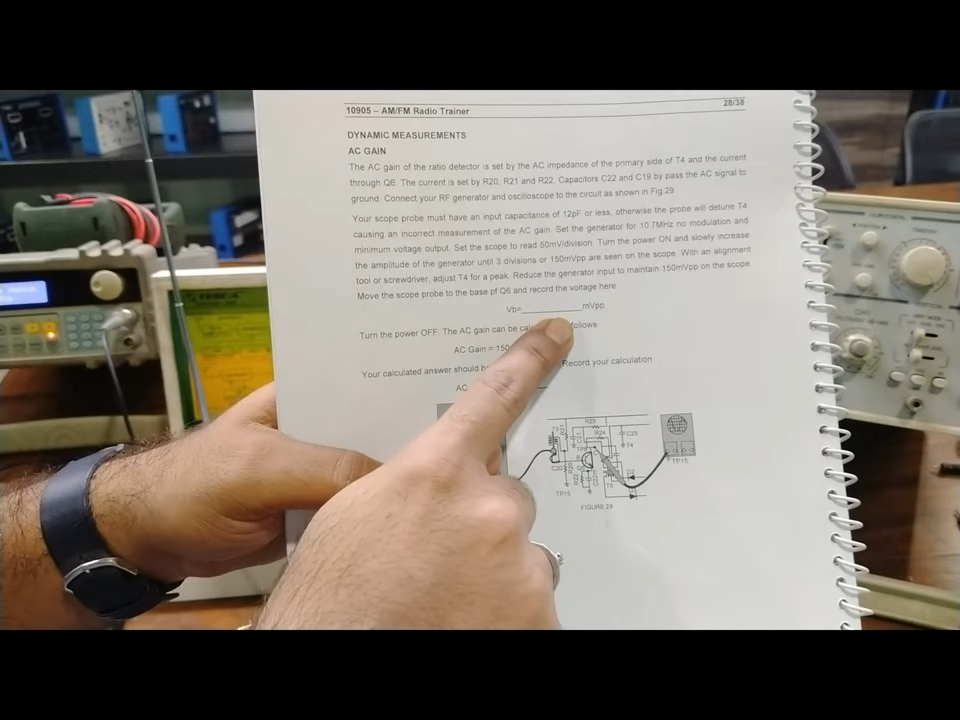 10905 – AM/FM Radio Trainer 28/38
DYNAMIC MEASUREMENTS
AC GAIN
The AC gain of the ratio detector is set by the AC impedance of the primary side of T4 and the current
through Q6. The current is set by R20, R21 and R22. Capacitors C22 and C19 by pass the AC signal to
ground. Connect your RF generator and oscilloscope to the circuit as shown in Fig.29
Your scope probe must have an input capacitance of 12pF or less, otherwise the probe will detune T4
causing an incorrect measurement of the AC gain. Set the generator for 10.7MHz no modulation and
minimum voltage output. Set the scope to read 50mV/division. Turn the power ON and slowly increase
the amplitude of the generator until 3 divisions or 150mVpp are seen on the scope. With an alignment
tool or screwdriver, adjust T4 for a peak. Reduce the generator input to maintain 150mVpp on the scope.
Move the scope probe to the base of Q6 and record the voltage here
Vb=____________mVpp
Turn the power OFF. The AC gain can be follows
AC Gain = 150
Your calculated answer should Record your calculation
AC
R23
R24
C23
T4
T3
R21
C21
TP15
C20
R20
R22
C22
T5
D2
TP15
FIGURE 29